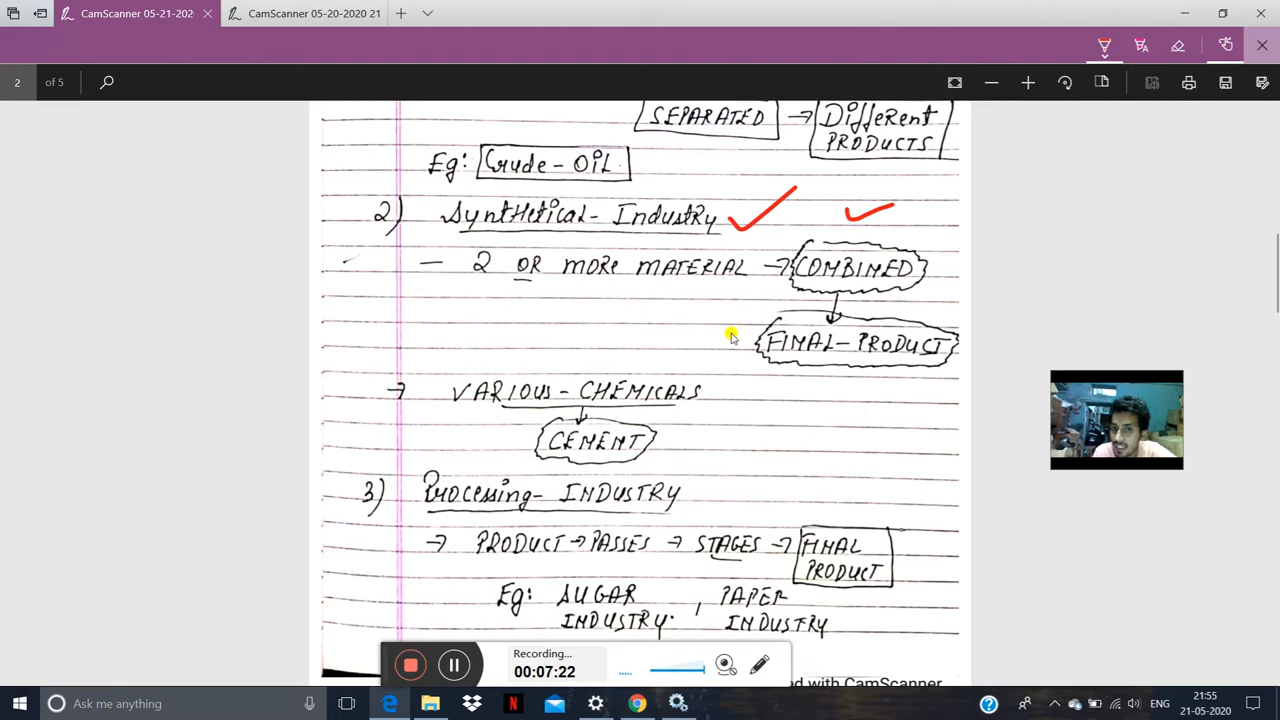 CamScanner 05-21-202
CamScanner 05-20-2020 21
2 of 5
SEPARATED → Different
PRODUCTS
Eg: Crude-OIL
2) SyntHetical-Industry
- 2 OR MORE MATERIAL → COMBINED
FINAL-PRODUCT
→ VARIOUS-CHEMICALS
CEMENT
3) Processing-INDUSTRY
→ PRODUCT → PASSES → STAGES → FINAL
PRODUCT
Eg: SUGAR INDUSTRY, PAPER INDUSTRY
Recording...
00:07:22
d with CamScanner
Ask me anything
21:55
21-05-2020